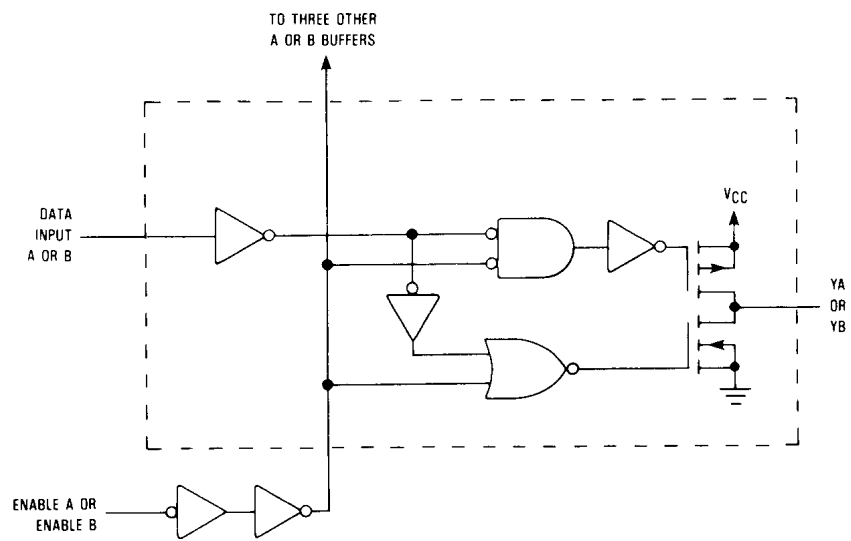 TO THREE OTHER
A OR B BUFFERS
DATA
INPUT
A OR B
VCC
YA
OR
YB
ENABLE A OR
ENABLE B